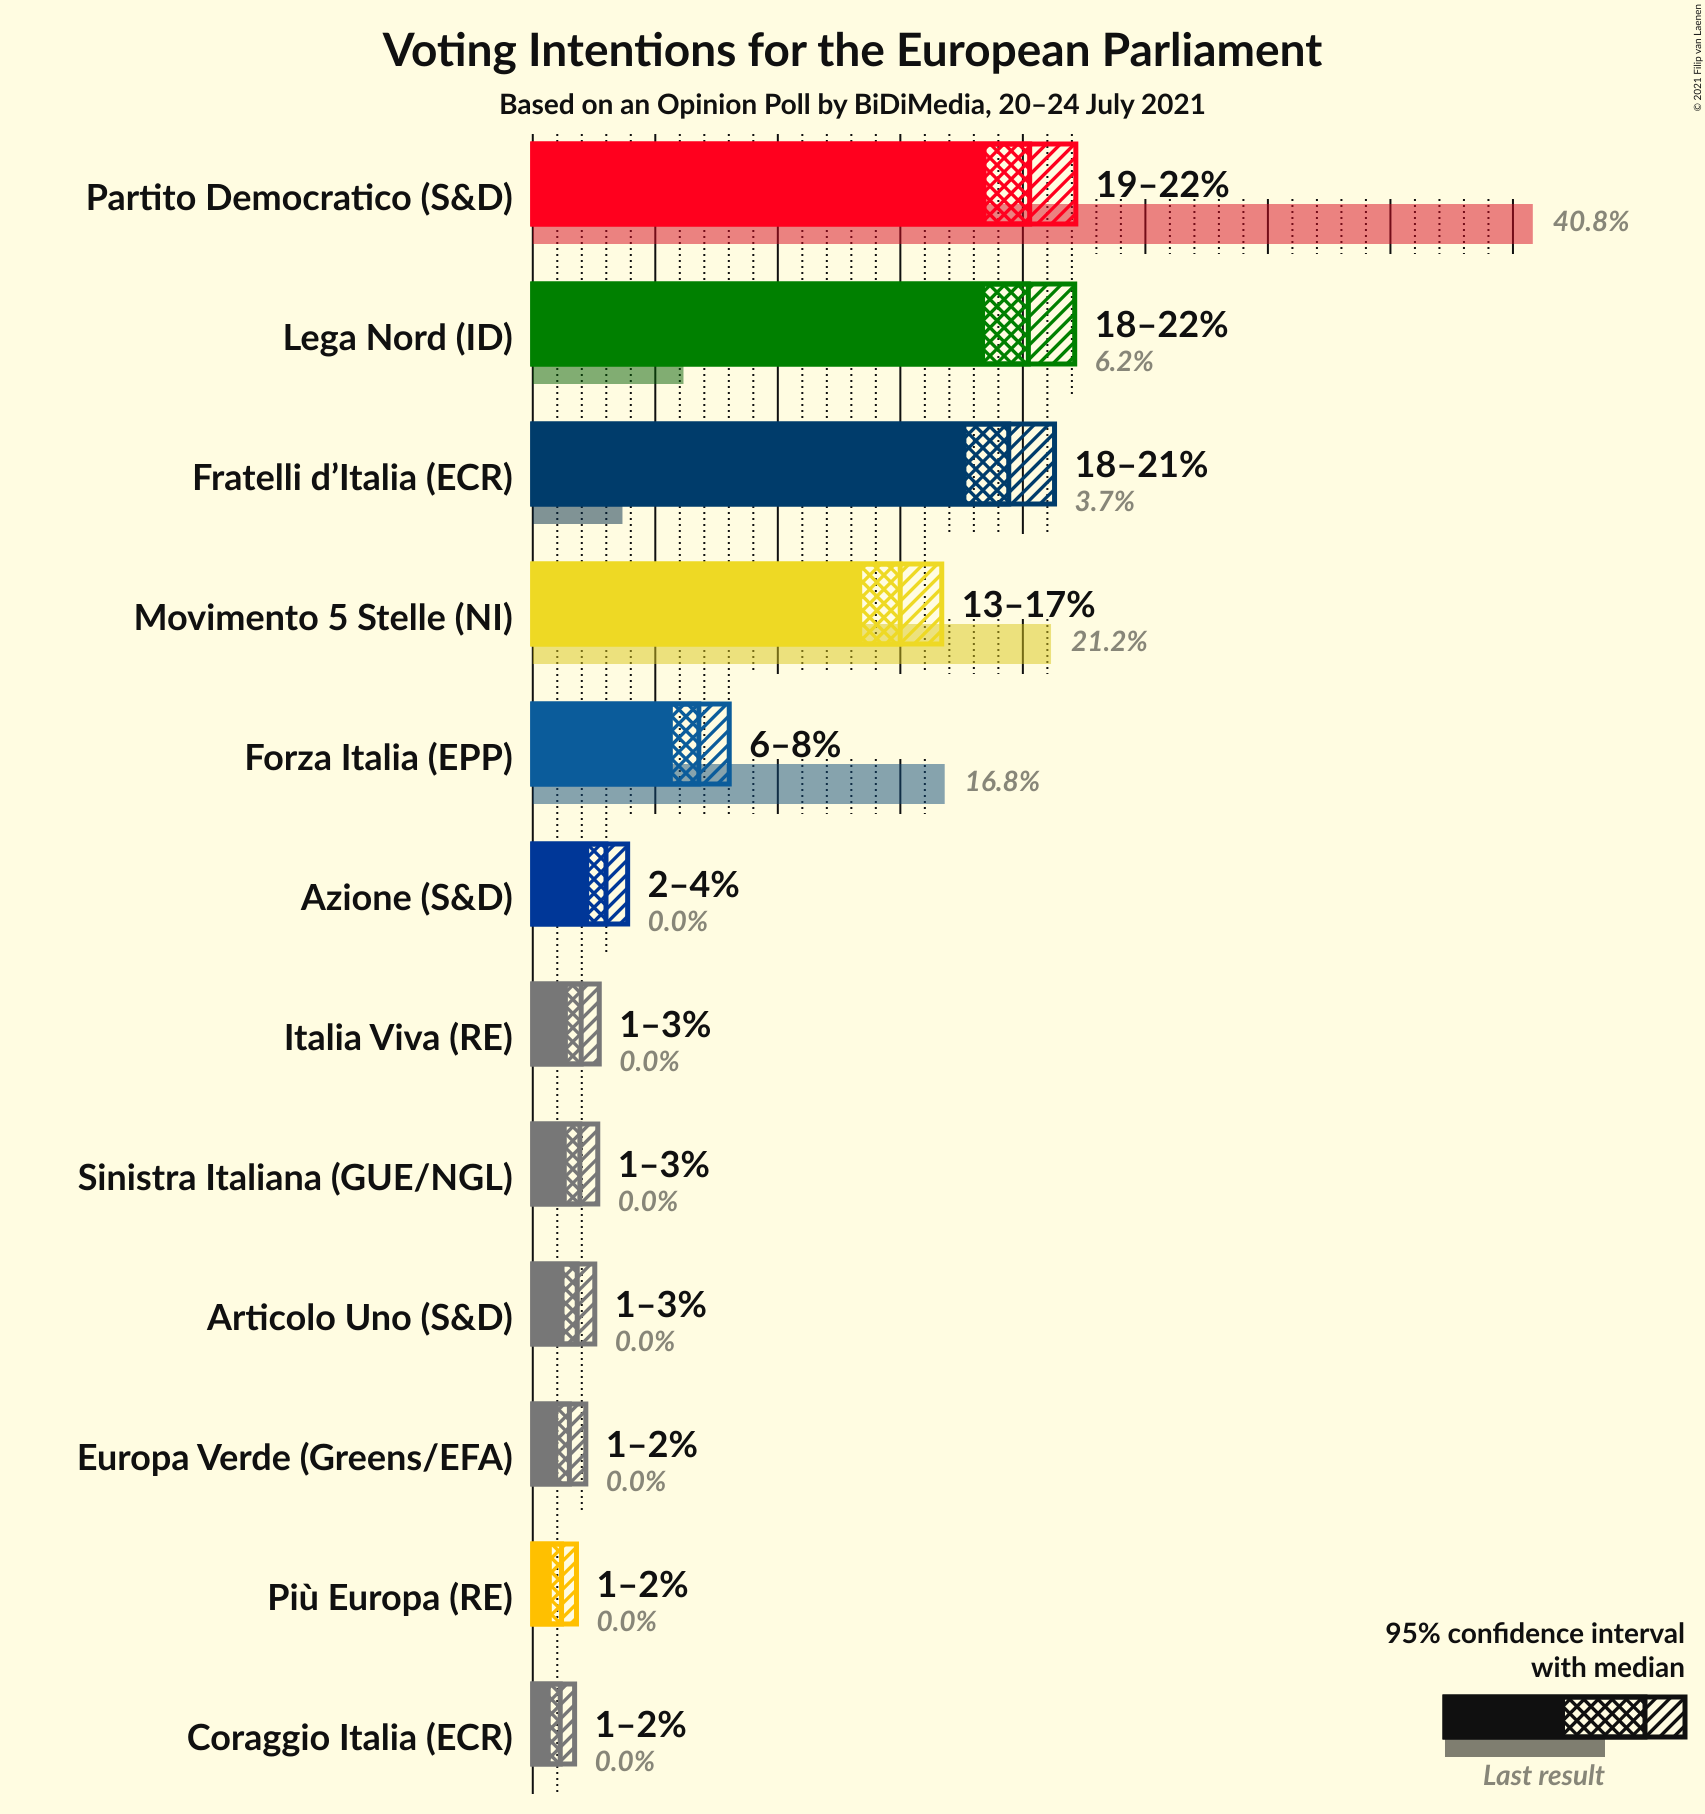 Voting Intentions for the European Parliament
Based on an Opinion Poll by BiDiMedia, 20–24 July 2021
© 2021 Filip van Laenen
Partito Democratico (S&D)
19–22%
40.8%
Lega Nord (ID)
18–22%
6.2%
Fratelli d’Italia (ECR)
18–21%
3.7%
Movimento 5 Stelle (NI)
13–17%
21.2%
Forza Italia (EPP)
6–8%
16.8%
Azione (S&D)
2–4%
0.0%
Italia Viva (RE)
1–3%
0.0%
Sinistra Italiana (GUE/NGL)
1–3%
0.0%
Articolo Uno (S&D)
1–3%
0.0%
Europa Verde (Greens/EFA)
1–2%
0.0%
Più Europa (RE)
1–2%
0.0%
Coraggio Italia (ECR)
1–2%
0.0%
95% confidence interval
with median
Last result